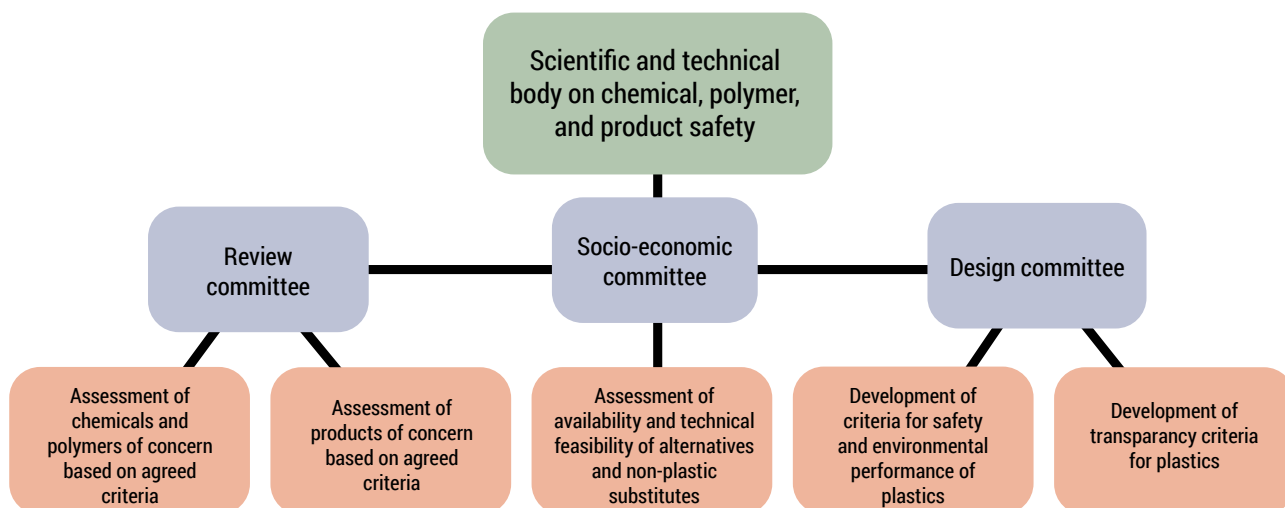 Scientific and technical
body on chemical, polymer,
and product safety
Review
committee
Socio-economic
committee
Design committee
Assessment of
chemicals and
polymers of concern
based on agreed
criteria
Assessment of
products of concern
based on agreed
criteria
Assessment of
availability and technical
feasibility of alternatives
and non-plastic
substitutes
Development of
criteria for safety
and environmental
performance of
plastics
Development of
transparancy criteria
for plastics